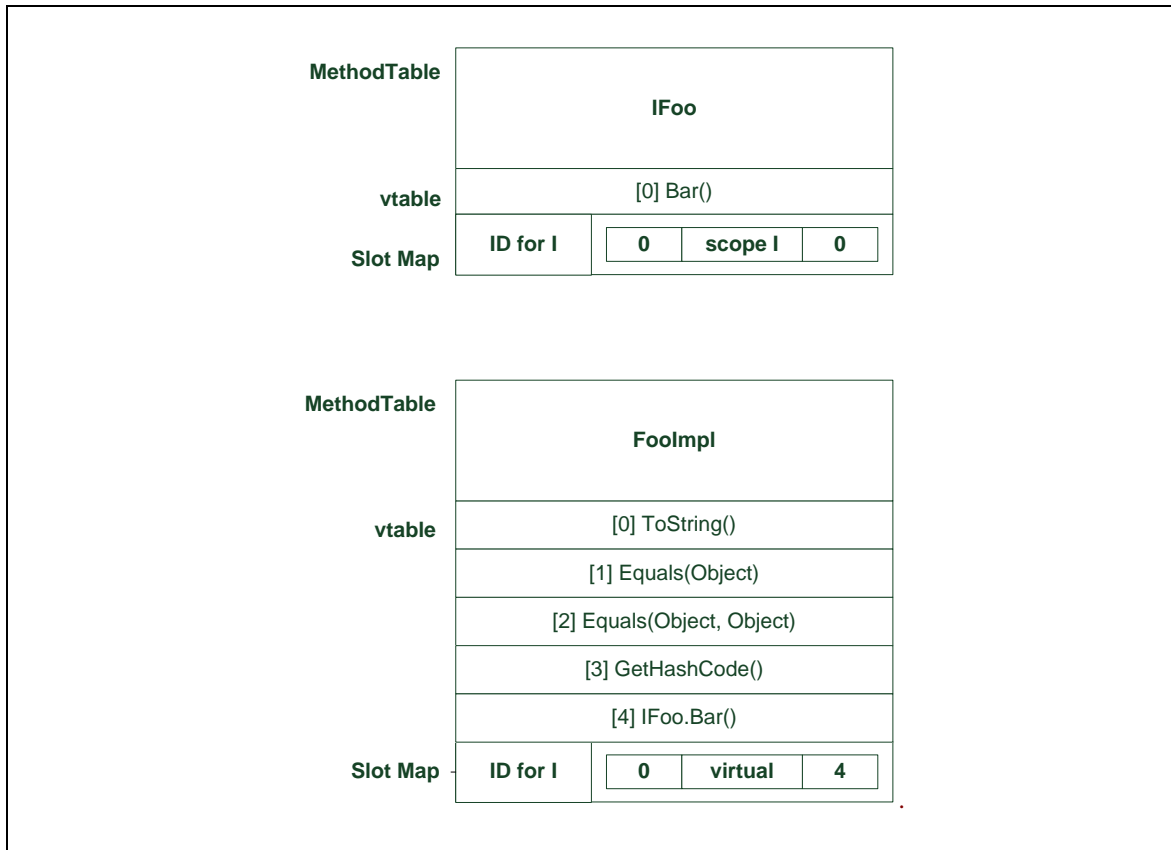 MethodTable
IFoo
vtable
[0] Bar()
Slot Map
ID for I
0
scope I
0
MethodTable
FooImpl
vtable
[0] ToString()
[1] Equals(Object)
[2] Equals(Object, Object)
[3] GetHashCode()
[4] IFoo.Bar()
Slot Map
ID for I
0
virtual
4